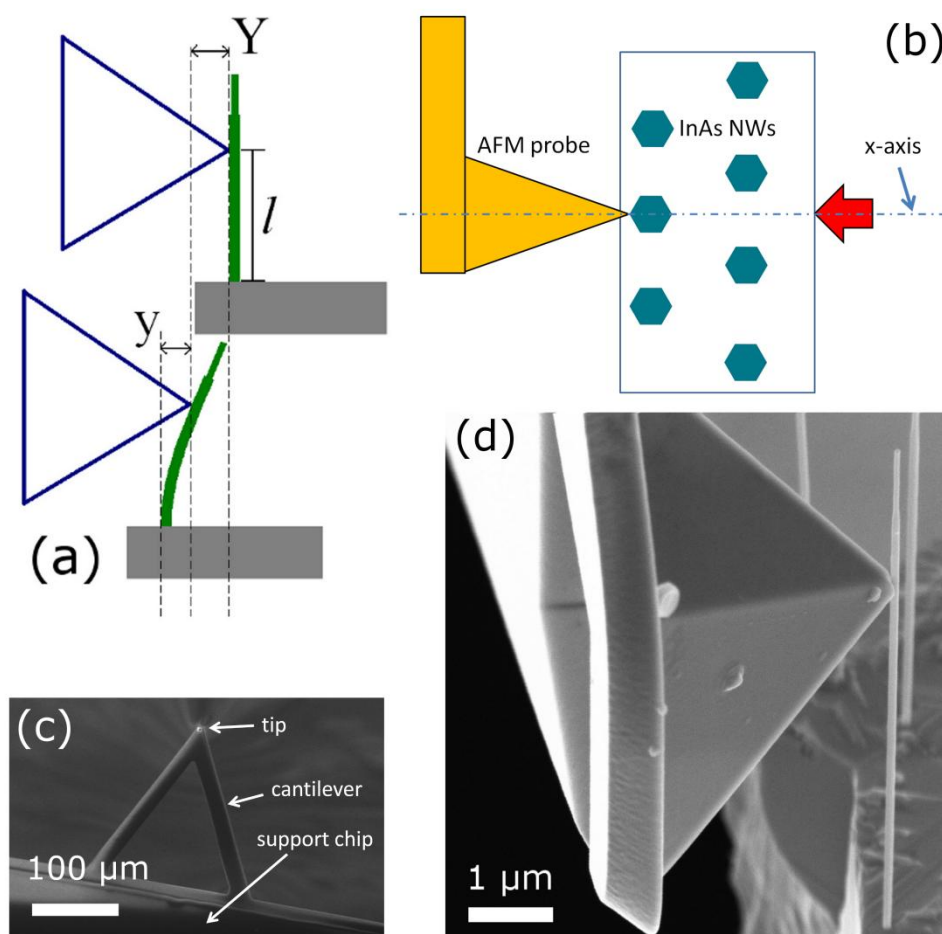 Y
l
y
(a)
(b)
InAs NWs
AFM probe
x-axis
(c)
tip
cantilever
support chip
100 μm
(d)
1 μm